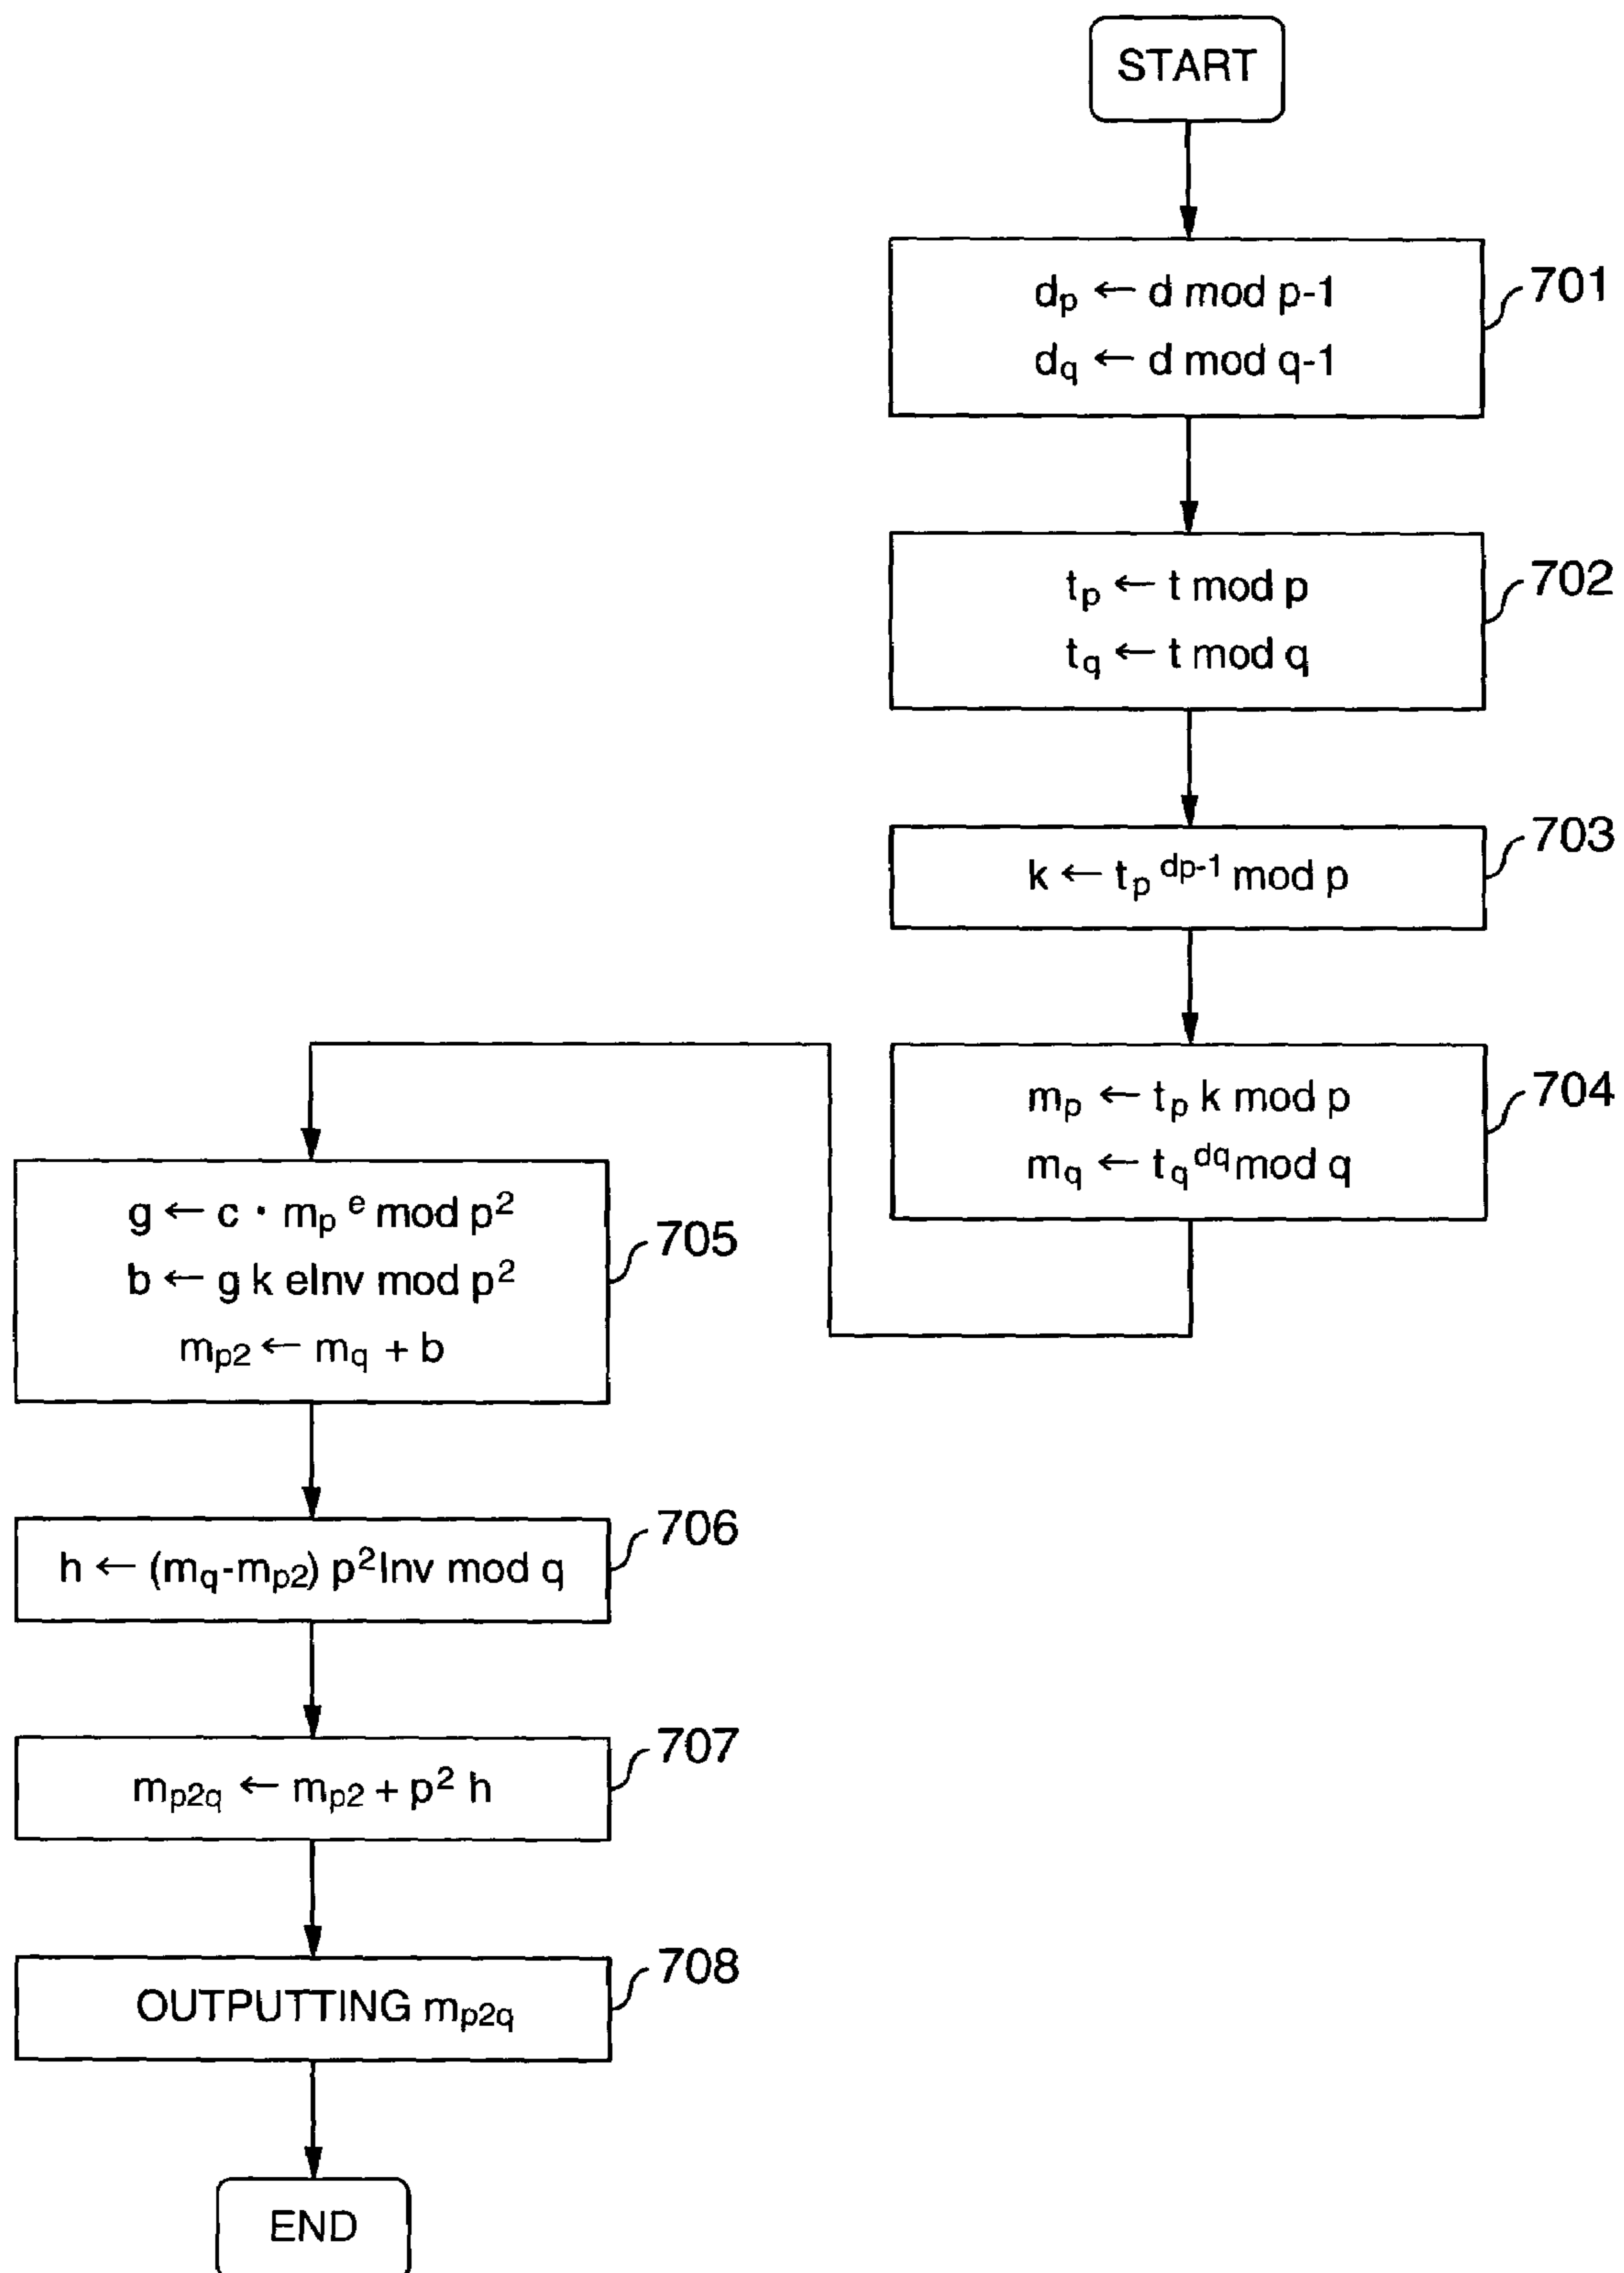 START
dp ← d mod p-1
dq ← d mod q-1
701
tp ← t mod p
tq ← t mod q
702
k ← tp dp-1 mod p
703
mp ← tp k mod p
mq ← tq dq mod q
704
g ← c · mp e mod p²
b ← g k eInv mod p²
mp2 ← mq + b
705
h ← (mq-mp2) p²Inv mod q
706
mp2q ← mp2 + p² h
707
OUTPUTTING mp2q
708
END